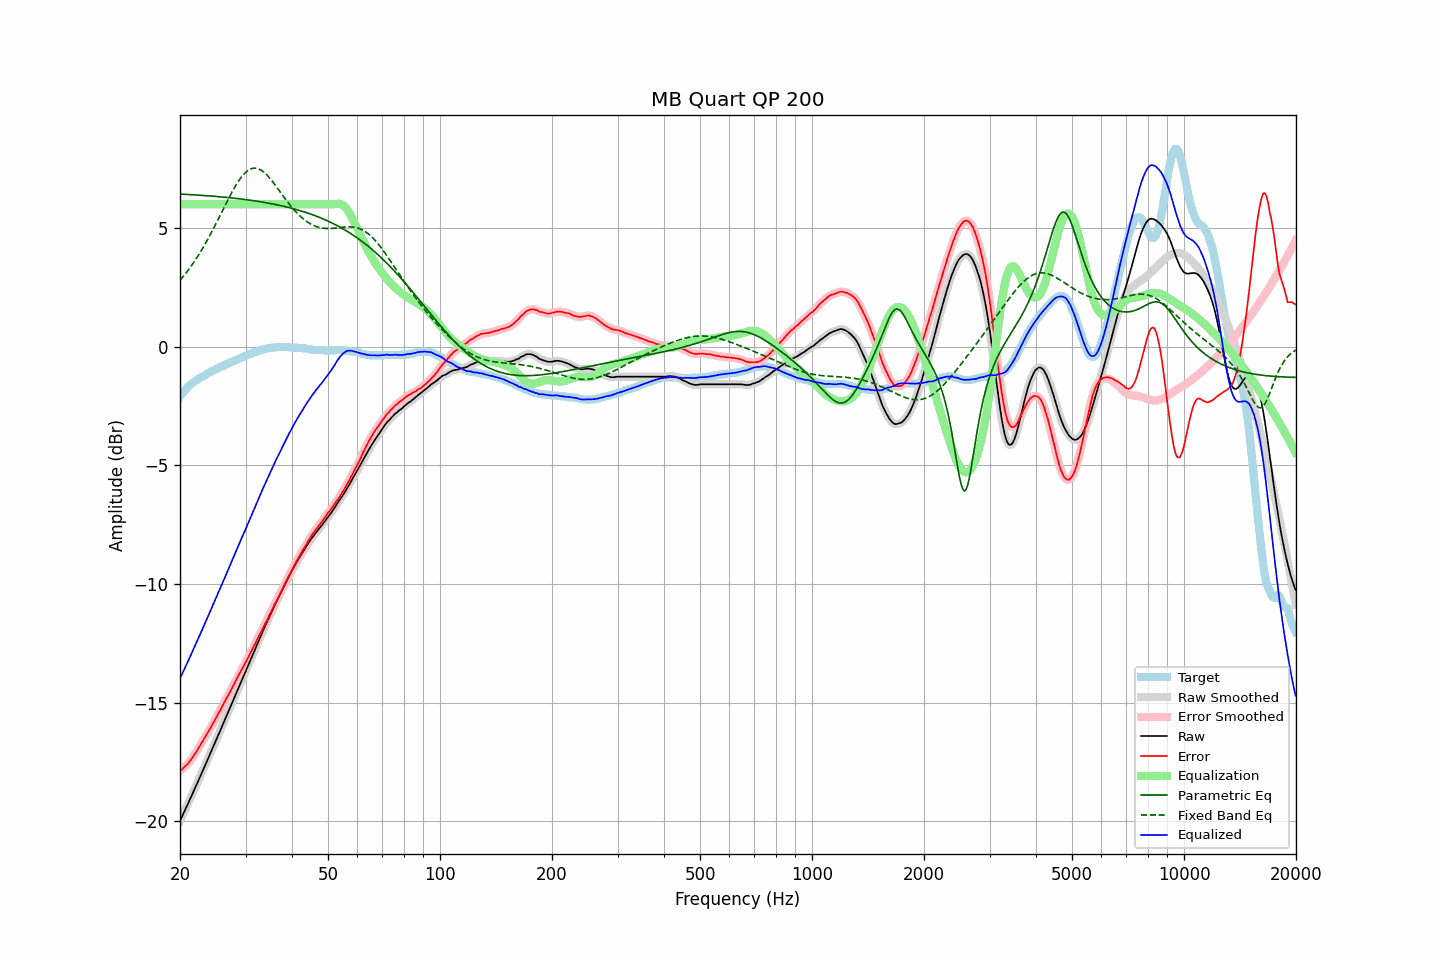 MB Quart QP 200
Amplitude (dBr)
5
0
−5
−10
−15
−20
20
50
100
200
500
1000
2000
5000
10000
20000
Frequency (Hz)
Target
Raw Smoothed
Error Smoothed
Raw
Error
Equalization
Parametric Eq
Fixed Band Eq
Equalized